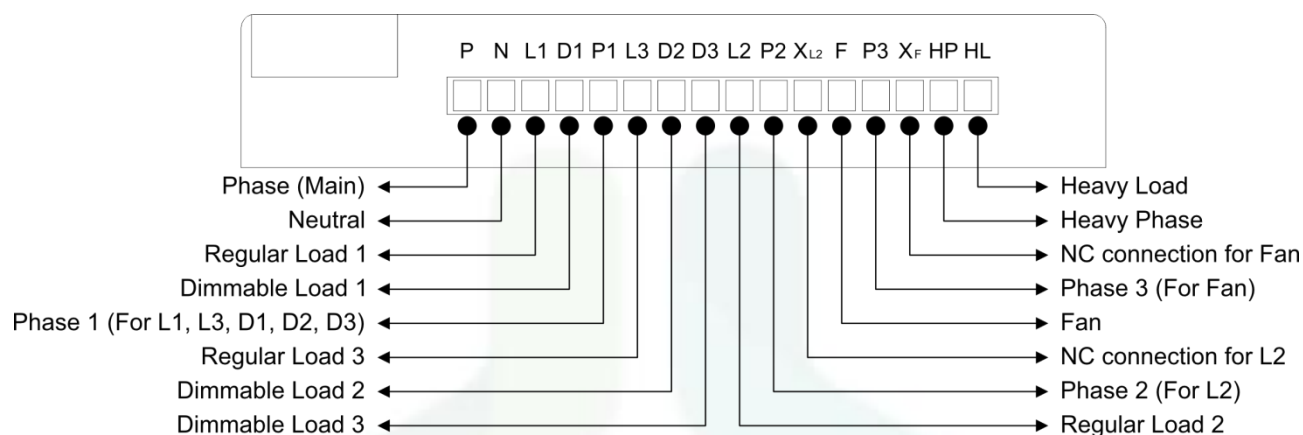 P N L1 D1 P1 L3 D2 D3 L2 P2 XL2 F P3 XF HP HL
Phase (Main)
Neutral
Regular Load 1
Dimmable Load 1
Phase 1 (For L1, L3, D1, D2, D3)
Regular Load 3
Dimmable Load 2
Dimmable Load 3
Heavy Load
Heavy Phase
NC connection for Fan
Phase 3 (For Fan)
Fan
NC connection for L2
Phase 2 (For L2)
Regular Load 2